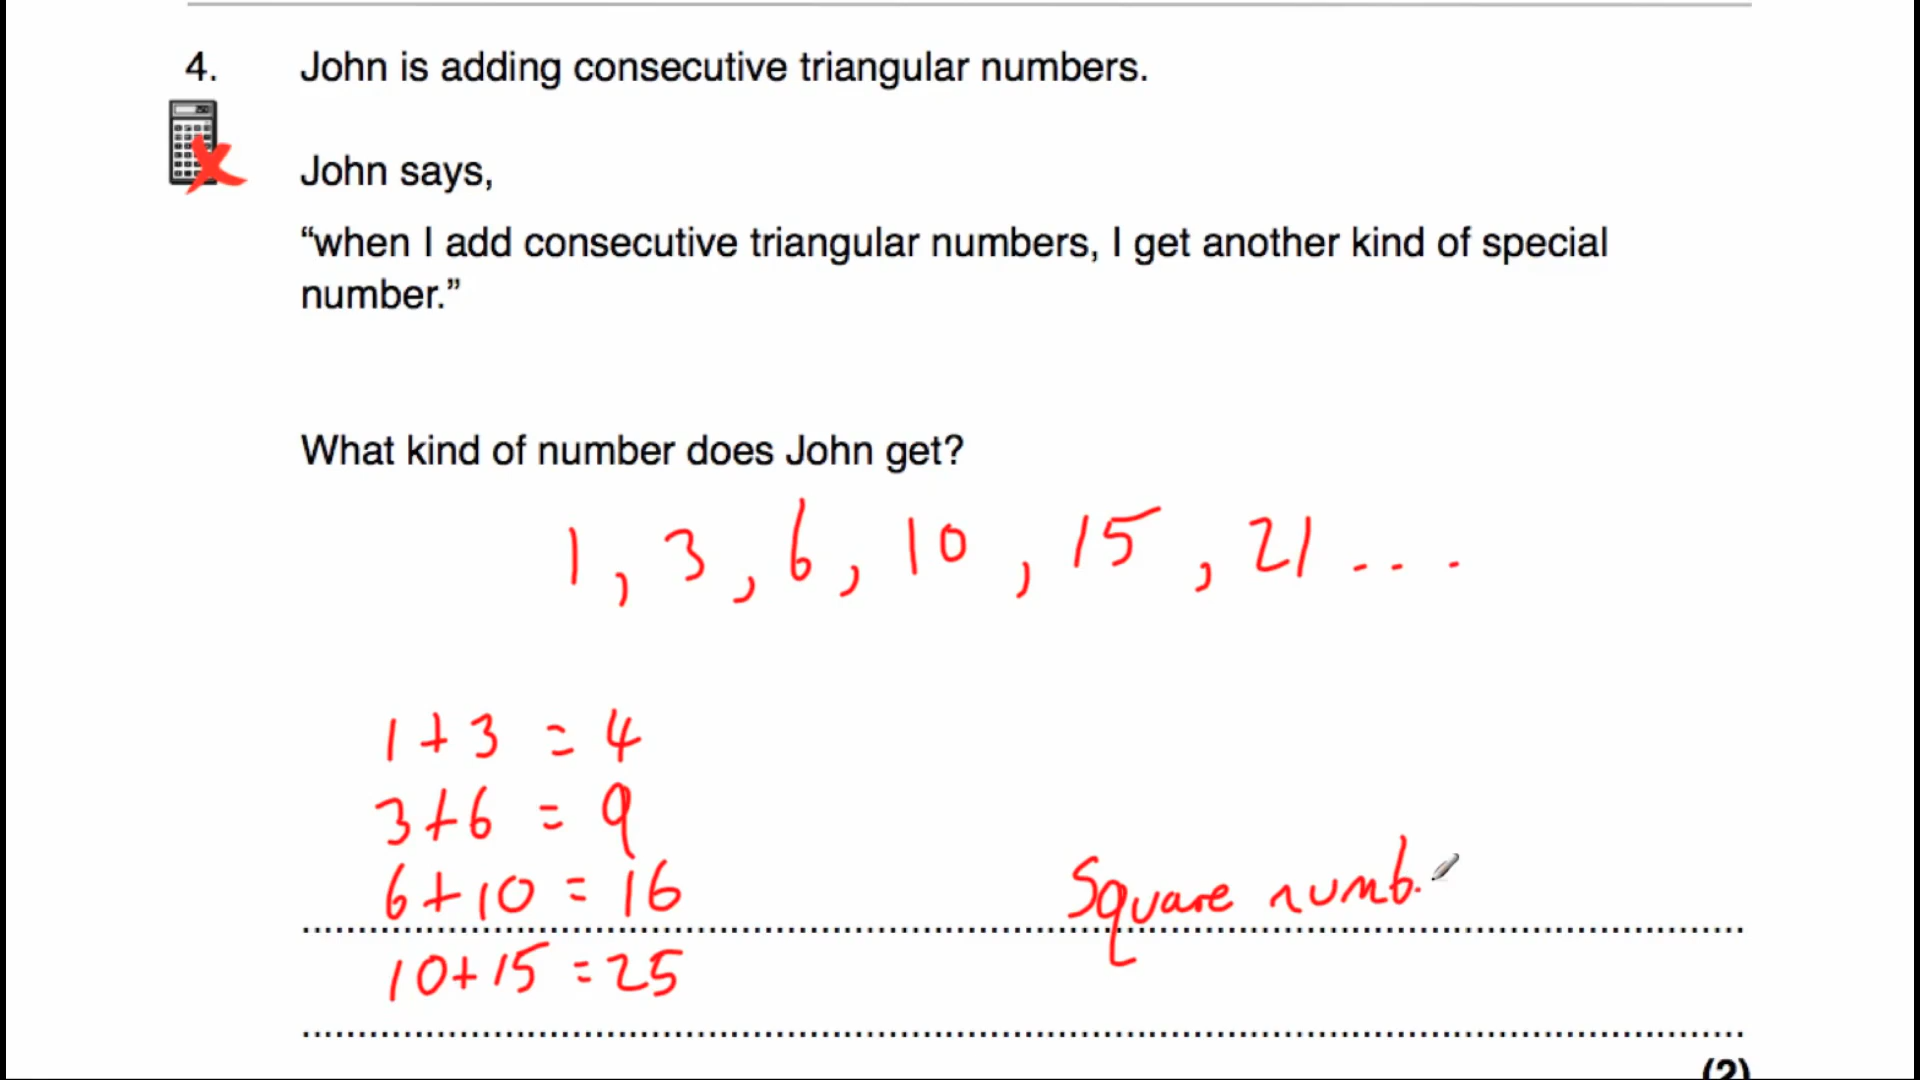 4. John is adding consecutive triangular numbers.
John says,
“when I add consecutive triangular numbers, I get another kind of special
number.”
What kind of number does John get?
1, 3, 6, 10, 15, 21 ...
1+3 = 4
3+6 = 9
6+10 = 16
Square numb
10+15 = 25
(2)